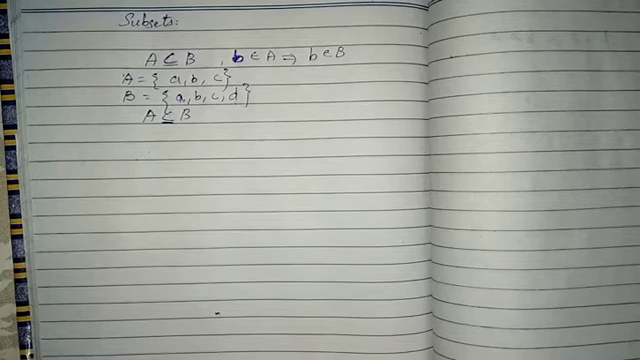 Subsets:
A ⊆ B , b ∈ A → b ∈ B
A = { a, b, c}
B = { a, b, c, d}
A ⊆ B